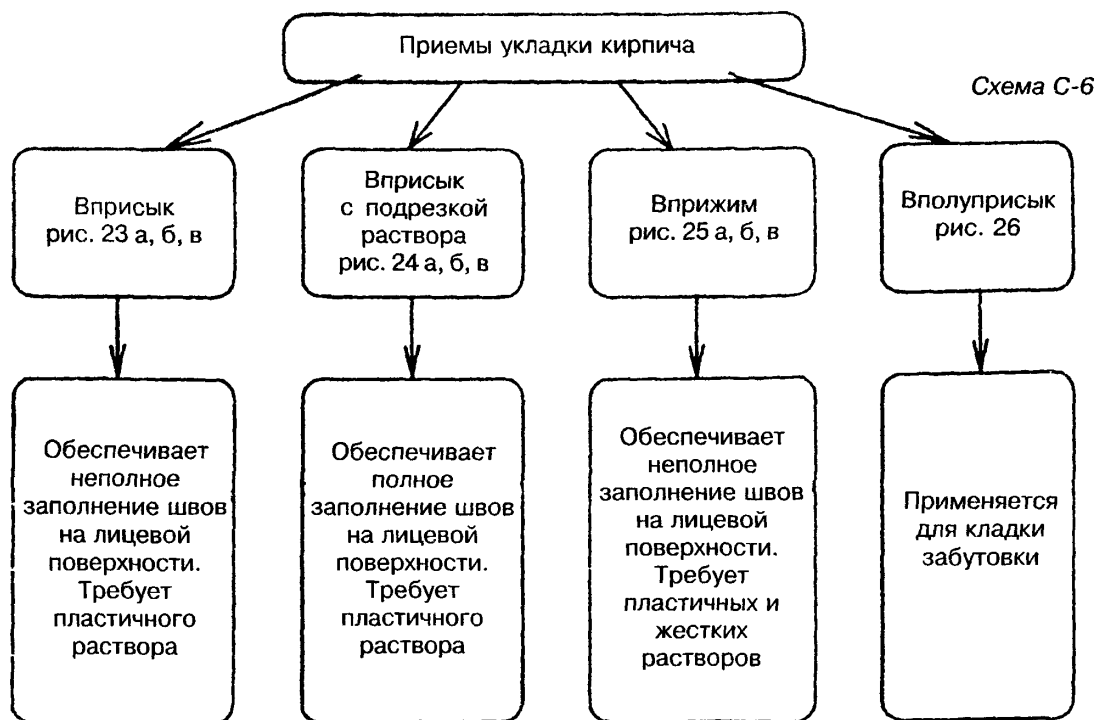 Приемы укладки кирпича
Схема С-6
Вприсык
рис. 23 а, б, в
Вприсык
с подрезкой
раствора
рис. 24 а, б, в
Вприжим
рис. 25 а, б, в
Вполуприсык
рис. 26
Обеспечивает
неполное
заполнение швов
на лицевой
поверхности.
Требует
пластичного
раствора
Обеспечивает
полное
заполнение швов
на лицевой
поверхности.
Требует
пластичного
раствора
Обеспечивает
неполное
заполнение швов
на лицевой
поверхности.
Требует
пластичных и
жестких
растворов
Применяется
для кладки
забутовки